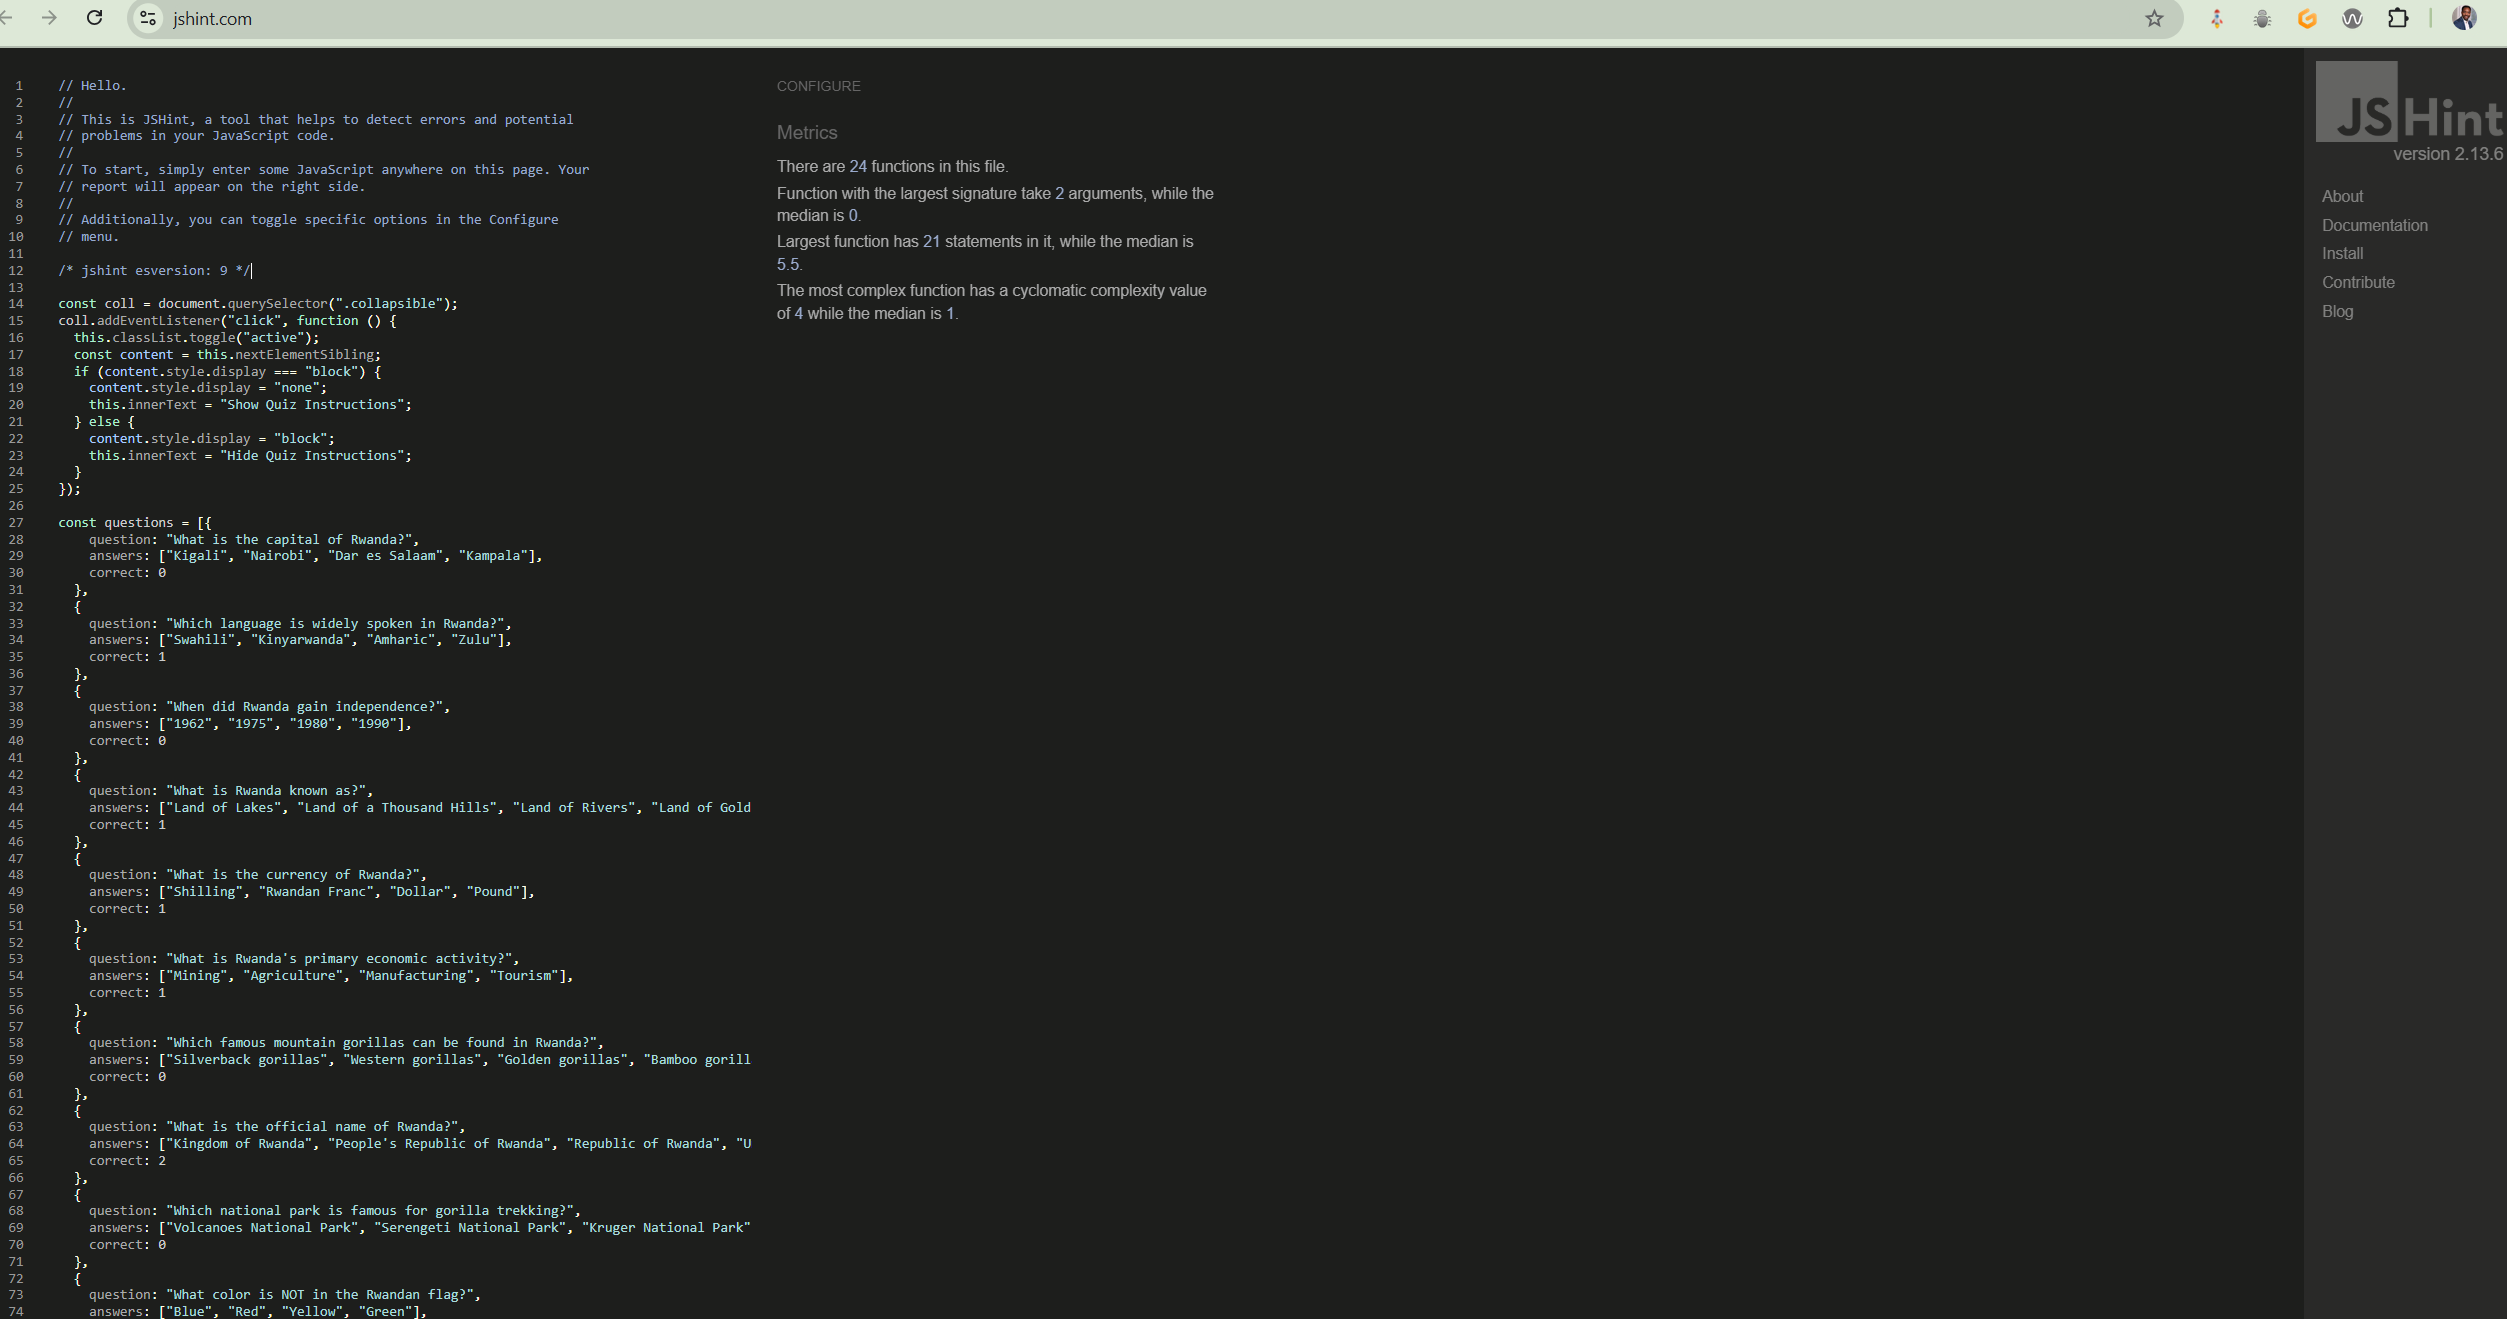 jshint.com
1 // Hello.
2 //
3 // This is JSHint, a tool that helps to detect errors and potential
4 // problems in your JavaScript code.
5 //
6 // To start, simply enter some JavaScript anywhere on this page. Your
7 // report will appear on the right side.
8 //
9 // Additionally, you can toggle specific options in the Configure
10 // menu.
11
12 /* jshint esversion: 9 */
13
14 const coll = document.querySelector(".collapsible");
15 coll.addEventListener("click", function () {
16 this.classList.toggle("active");
17 const content = this.nextElementSibling;
18 if (content.style.display === "block") {
19 content.style.display = "none";
20 this.innerText = "Show Quiz Instructions";
21 } else {
22 content.style.display = "block";
23 this.innerText = "Hide Quiz Instructions";
24 }
25 });
26
27 const questions = [{
28 question: "What is the capital of Rwanda?",
29 answers: ["Kigali", "Nairobi", "Dar es Salaam", "Kampala"],
30 correct: 0
31 },
32 {
33 question: "Which language is widely spoken in Rwanda?",
34 answers: ["Swahili", "Kinyarwanda", "Amharic", "Zulu"],
35 correct: 1
36 },
37 {
38 question: "When did Rwanda gain independence?",
39 answers: ["1962", "1975", "1980", "1990"],
40 correct: 0
41 },
42 {
43 question: "What is Rwanda known as?",
44 answers: ["Land of Lakes", "Land of a Thousand Hills", "Land of Rivers", "Land of Gold
45 correct: 1
46 },
47 {
48 question: "What is the currency of Rwanda?",
49 answers: ["Shilling", "Rwandan Franc", "Dollar", "Pound"],
50 correct: 1
51 },
52 {
53 question: "What is Rwanda's primary economic activity?",
54 answers: ["Mining", "Agriculture", "Manufacturing", "Tourism"],
55 correct: 1
56 },
57 {
58 question: "Which famous mountain gorillas can be found in Rwanda?",
59 answers: ["Silverback gorillas", "Western gorillas", "Golden gorillas", "Bamboo gorill
60 correct: 0
61 },
62 {
63 question: "What is the official name of Rwanda?",
64 answers: ["Kingdom of Rwanda", "People's Republic of Rwanda", "Republic of Rwanda", "U
65 correct: 2
66 },
67 {
68 question: "Which national park is famous for gorilla trekking?",
69 answers: ["Volcanoes National Park", "Serengeti National Park", "Kruger National Park"
70 correct: 0
71 },
72 {
73 question: "What color is NOT in the Rwandan flag?",
74 answers: ["Blue", "Red", "Yellow", "Green"],
CONFIGURE
Metrics
There are 24 functions in this file.
Function with the largest signature take 2 arguments, while the
median is 0.
Largest function has 21 statements in it, while the median is
5.5.
The most complex function has a cyclomatic complexity value
of 4 while the median is 1.
JSHint
version 2.13.6
About
Documentation
Install
Contribute
Blog